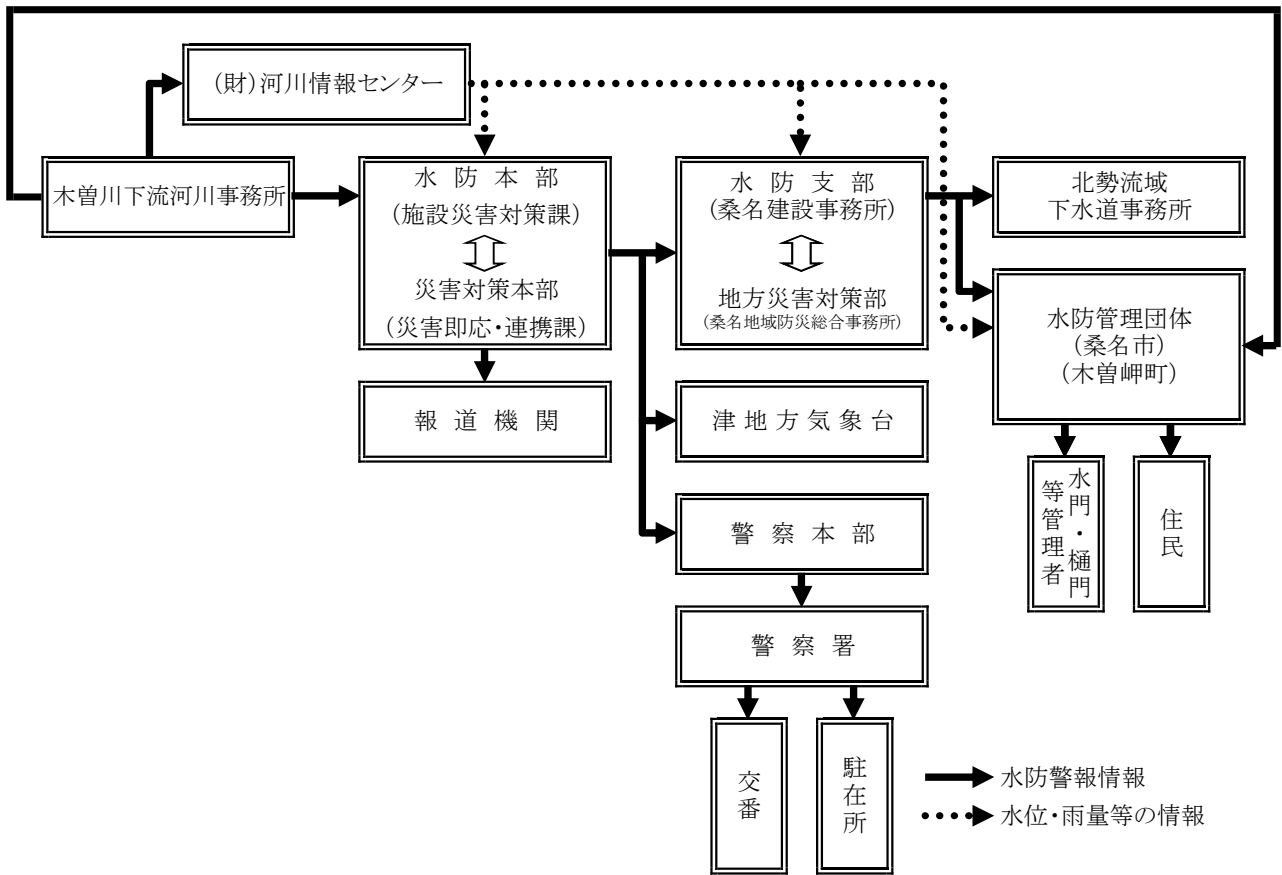 (財)河川情報センター
木曽川下流河川事務所
水防本部
(施設災害対策課)
災害対策本部
(災害即応・連携課)
水防支部
(桑名建設事務所)
地方災害対策部
(桑名地域防災総合事務所)
北勢流域
下水道事務所
水防管理団体
(桑名市)
(木曽岬町)
報道機関
津地方気象台
水門・樋門
等管理者
住民
警察本部
警察署
交番
駐在所
水防警報情報
水位・雨量等の情報